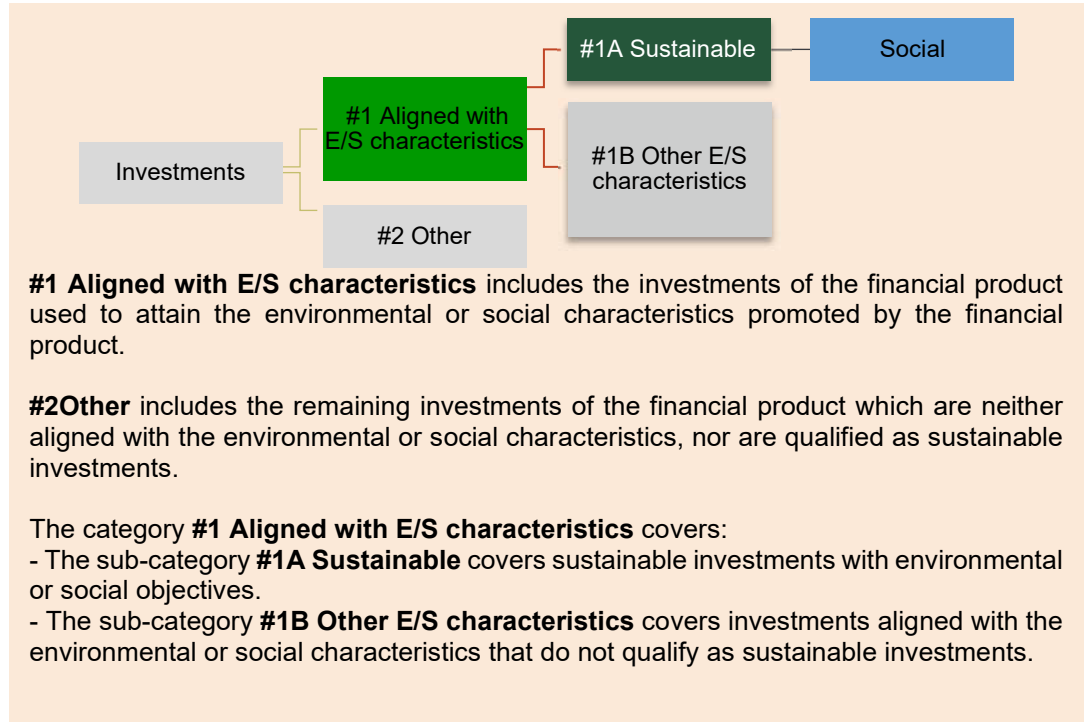 #1A Sustainable
Social
#1 Aligned with
E/S characteristics
#1B Other E/S
characteristics
Investments
#2 Other
#1 Aligned with E/S characteristics includes the investments of the financial product
used to attain the environmental or social characteristics promoted by the financial
product.
#2Other includes the remaining investments of the financial product which are neither
aligned with the environmental or social characteristics, nor are qualified as sustainable
investments.
The category #1 Aligned with E/S characteristics covers:
- The sub-category #1A Sustainable covers sustainable investments with environmental
or social objectives.
- The sub-category #1B Other E/S characteristics covers investments aligned with the
environmental or social characteristics that do not qualify as sustainable investments.